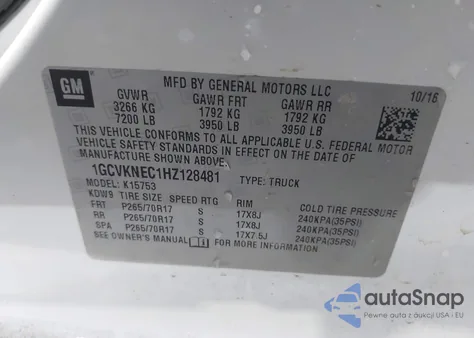 GM
MFD BY GENERAL MOTORS LLC
10/16
GVWR GAWR FRT GAWR RR
3266 KG 1792 KG 1792 KG
7200 LB 3950 LB 3950 LB
THIS VEHICLE CONFORMS TO ALL APPLICABLE U.S. FEDERAL MOTOR
VEHICLE SAFETY STANDARDS IN EFFECT ON THE DATE OF
MANUFACTURE SHOWN ABOVE.
1GCVKNEC1HZ128481 TYPE: TRUCK
MODEL: K15753
KDW9 TIRE SIZE SPEED RTG RIM COLD TIRE PRESSURE
FRT P265/70R17 S 17X8J 240KPA(35PSI)
RR P265/70R17 S 17X8J 240KPA(35PSI)
SPA P265/70R17 S 17X7.5J 240KPA(35PSI)
SEE OWNER'S MANUAL FOR ADDITIONAL INFORMATION.
autaSnap
Pewne auta z aukcji USA i EU